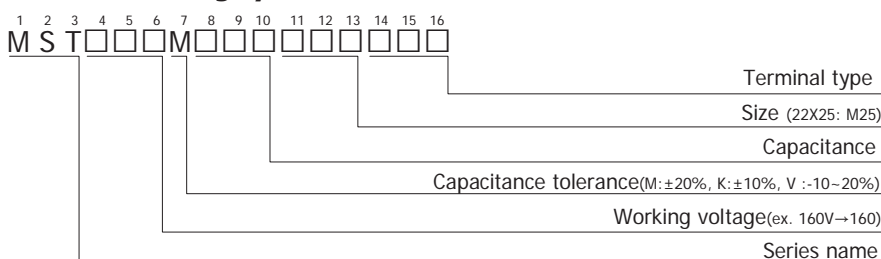 1 2 3 4 5 6 7 8 9 10 11 12 13 14 15 16
M S T□□□M□□□□□□□□□
Terminal type
Size (22X25: M25)
Capacitance
Capacitance tolerance(M:±20%, K:±10%, V :-10~20%)
Working voltage(ex. 160V→160)
Series name